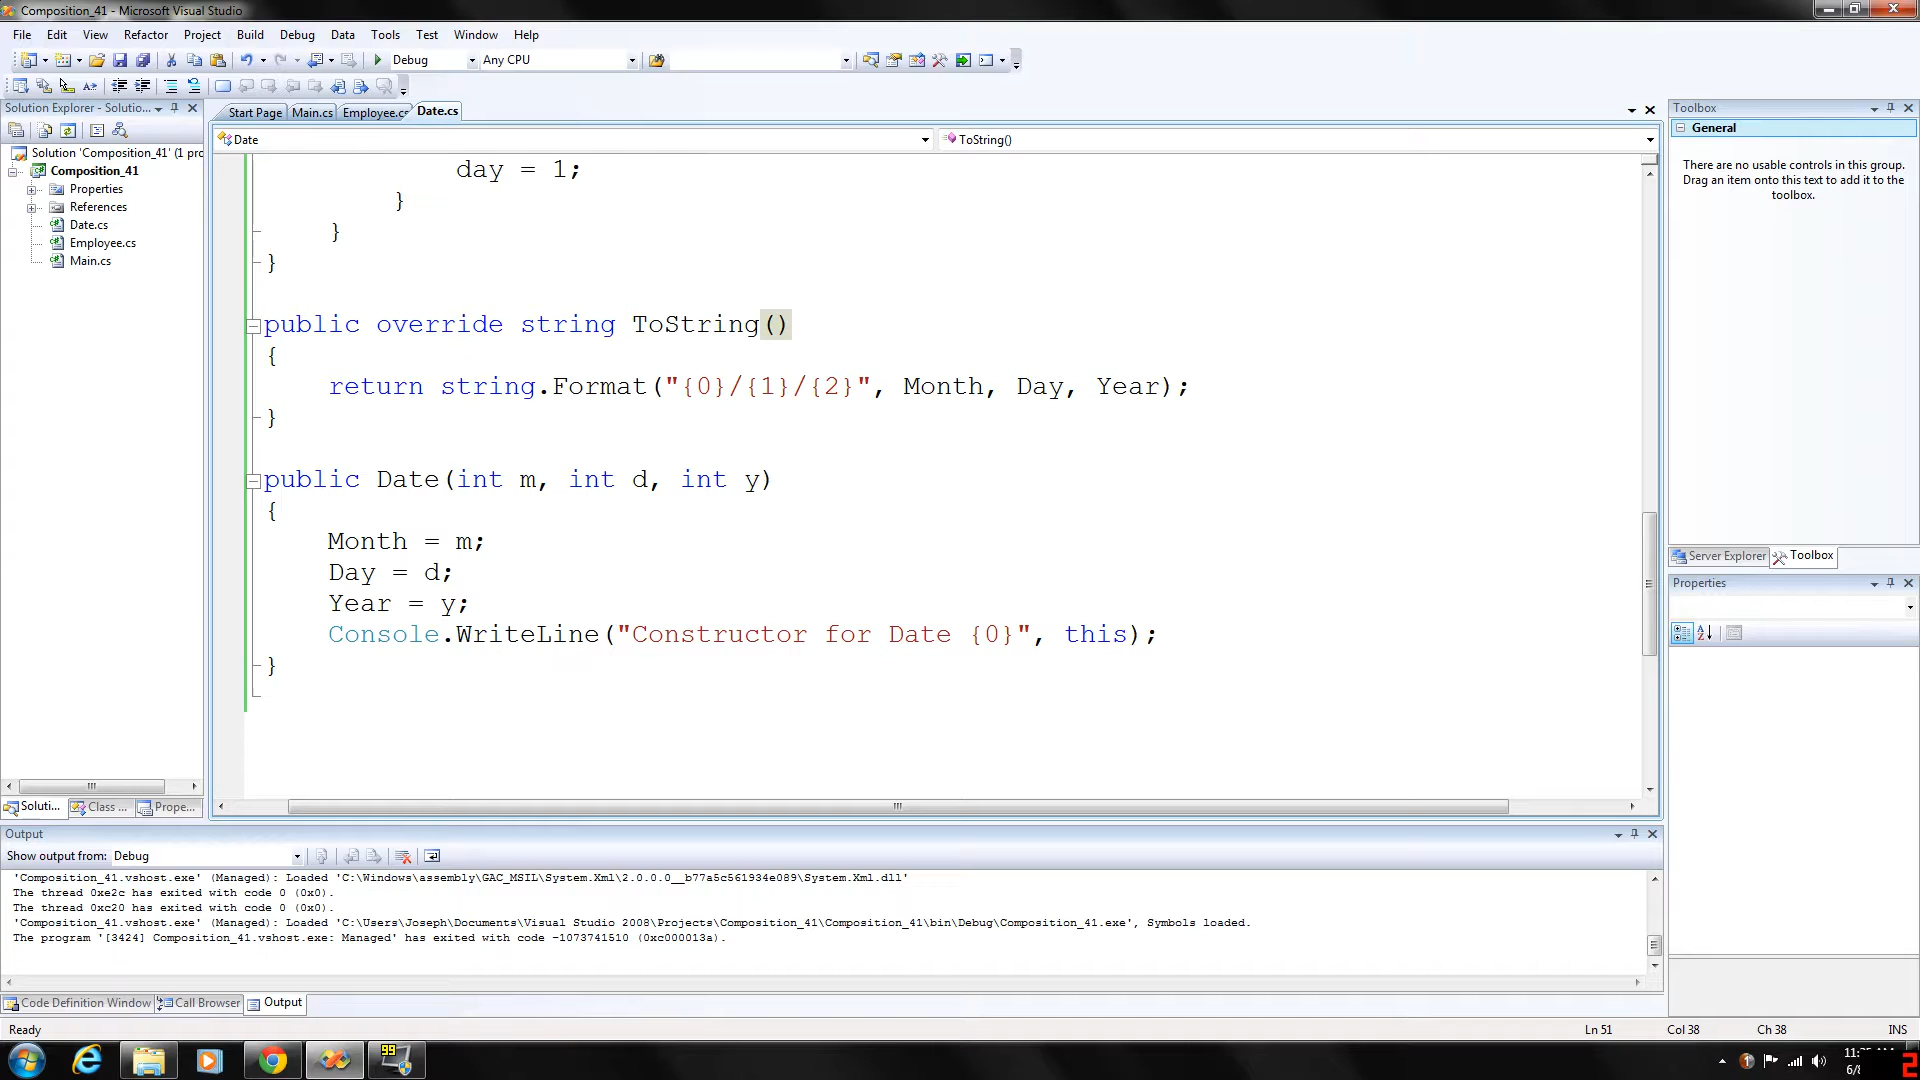 Composition_41 - Microsoft Visual Studio
File Edit View Refactor Project Build Debug Data Tools Test Window Help
Debug Any CPU
Solution Explorer - Solutio...
Start Page Main.cs Employee.cs Date.cs
Toolbox
Date ToString()
General
Solution 'Composition_41' (1 pro
Composition_41
Properties
References
Date.cs
Employee.cs
Main.cs
There are no usable controls in this group.
Drag an item onto this text to add it to the
toolbox.
day = 1;
}
}
}
public override string ToString()
{
return string.Format("{0}/{1}/{2}", Month, Day, Year);
}
public Date(int m, int d, int y)
{
Month = m;
Day = d;
Year = y;
Console.WriteLine("Constructor for Date {0}", this);
}
Server Explorer Toolbox
Properties
Soluti... Class ... Prope...
Output
Show output from: Debug
'Composition_41.vshost.exe' (Managed): Loaded 'C:\Windows\assembly\GAC_MSIL\System.Xml\2.0.0.0__b77a5c561934e089\System.Xml.dll'
The thread 0xe2c has exited with code 0 (0x0).
The thread 0xc20 has exited with code 0 (0x0).
'Composition_41.vshost.exe' (Managed): Loaded 'C:\Users\Joseph\Documents\Visual Studio 2008\Projects\Composition_41\Composition_41\bin\Debug\Composition_41.exe', Symbols loaded.
The program '[3424] Composition_41.vshost.exe: Managed' has exited with code -1073741510 (0xc000013a).
Code Definition Window Call Browser Output
Ready Ln 51 Col 38 Ch 38 INS
99